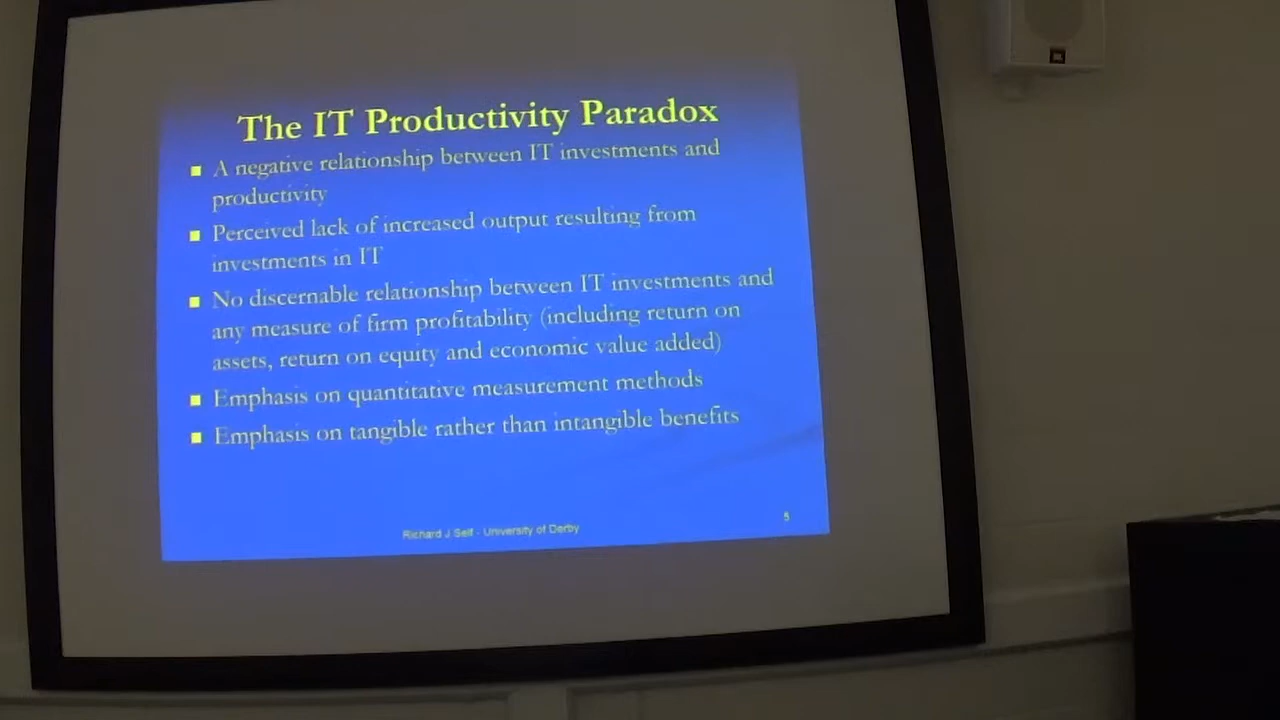 The IT Productivity Paradox
A negative relationship between IT investments and
productivity
Perceived lack of increased output resulting from
investments in IT
No discernable relationship between IT investments and
any measure of firm profitability (including return on
assets, return on equity and economic value added)
Emphasis on quantitative measurement methods
Emphasis on tangible rather than intangible benefits
Richard J Self - University of Derby
5